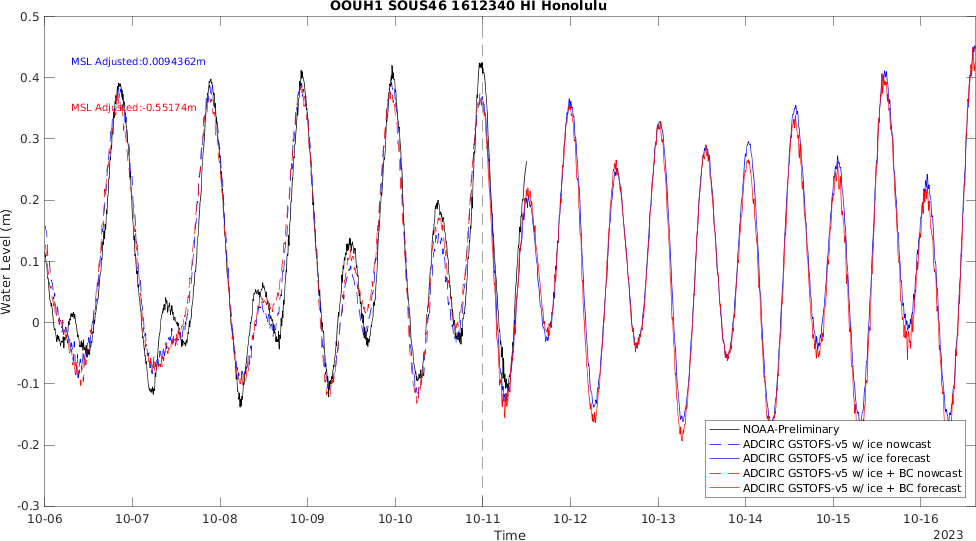 OOUH1 SOUS46 1612340 HI Honolulu
0.5
0.4
0.3
0.2
0.1
0
-0.1
-0.2
-0.3
Water Level (m)
MSL Adjusted:0.0094362m
MSL Adjusted:-0.55174m
NOAA-Preliminary
ADCIRC GSTOFS-v5 w/ ice nowcast
ADCIRC GSTOFS-v5 w/ ice forecast
ADCIRC GSTOFS-v5 w/ ice + BC nowcast
ADCIRC GSTOFS-v5 w/ ice + BC forecast
10-06 10-07 10-08 10-09 10-10 10-11 10-12 10-13 10-14 10-15 10-16
Time
2023